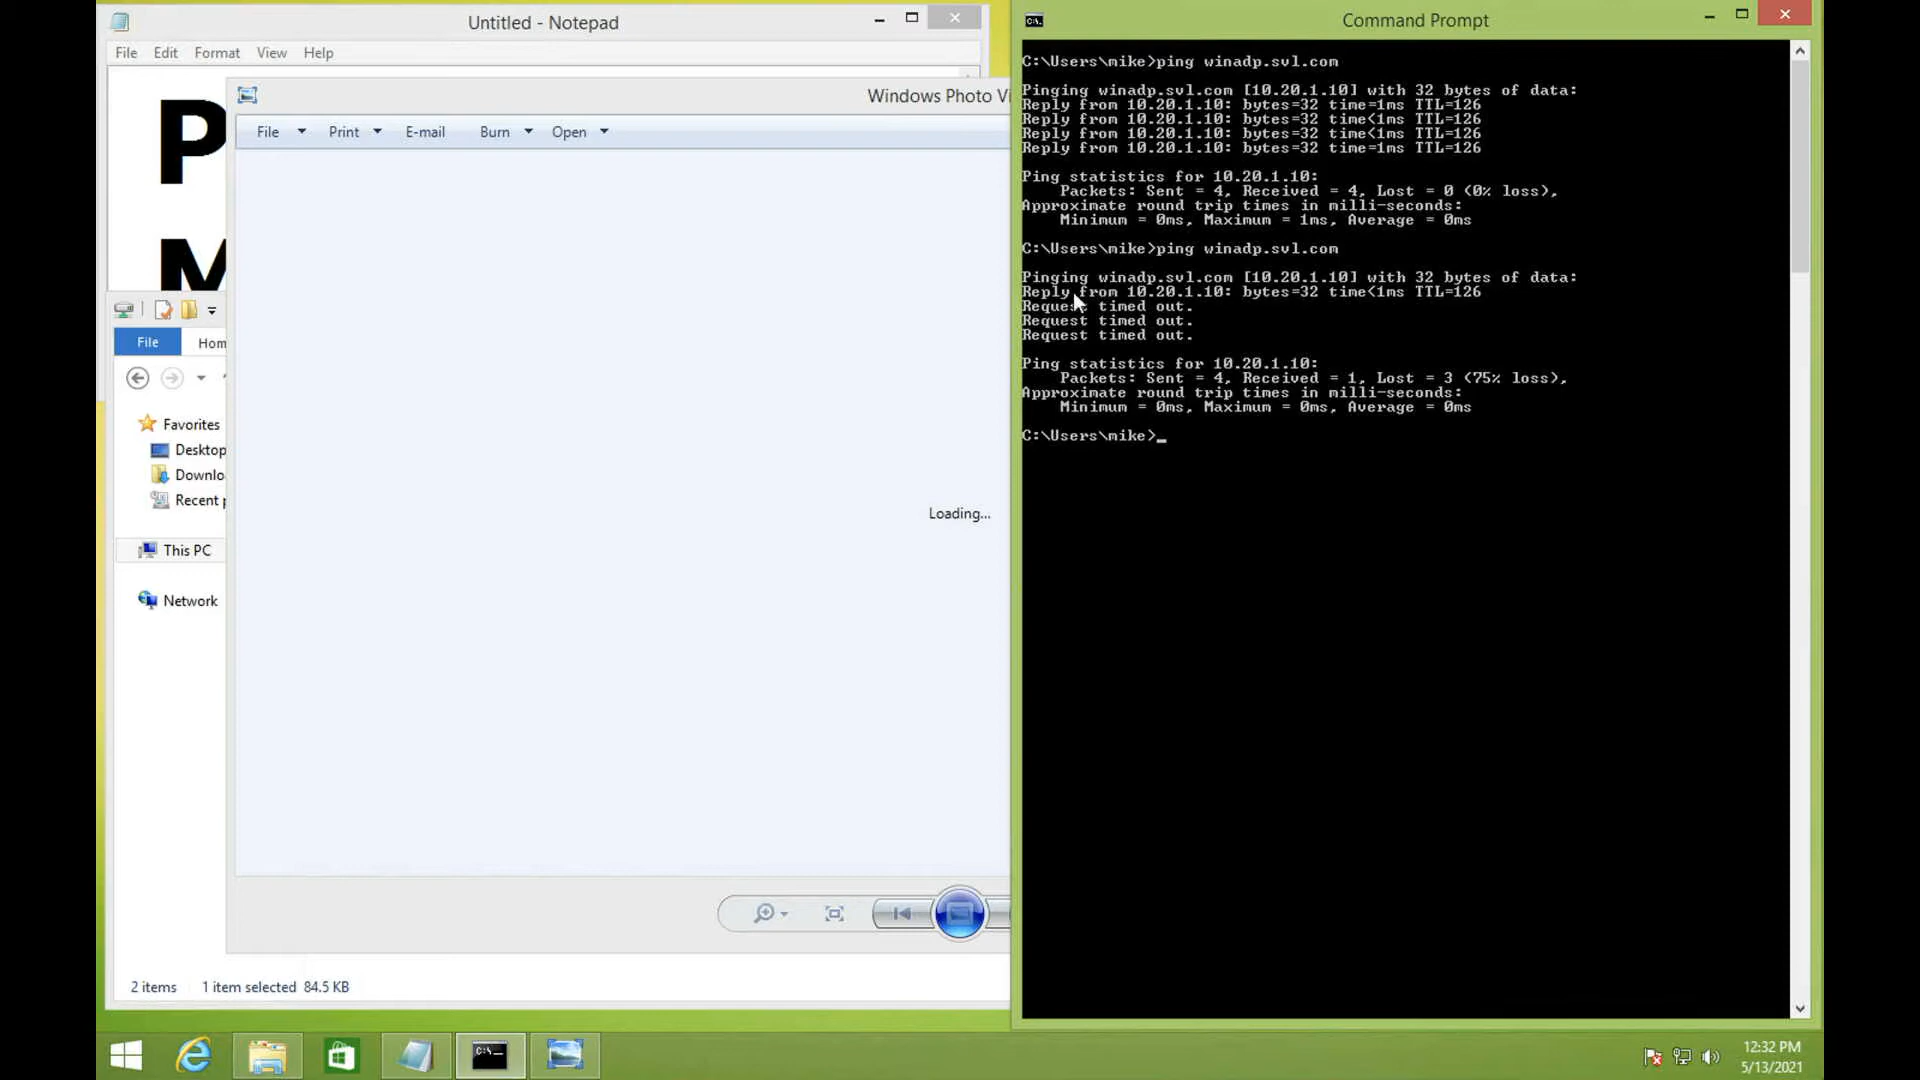 Untitled - Notepad
File Edit Format View Help
P
M
Windows Photo Vi
File Print E-mail Burn Open
Loading...
File Hom
Favorites
Desktop
Downlo
Recent p
This PC
Network
2 items 1 item selected 84.5 KB
Command Prompt
C:\Users\mike>ping winadp.svl.com
Pinging winadp.svl.com [10.20.1.10] with 32 bytes of data:
Reply from 10.20.1.10: bytes=32 time=1ms TTL=126
Reply from 10.20.1.10: bytes=32 time<1ms TTL=126
Reply from 10.20.1.10: bytes=32 time<1ms TTL=126
Reply from 10.20.1.10: bytes=32 time=1ms TTL=126
Ping statistics for 10.20.1.10:
Packets: Sent = 4, Received = 4, Lost = 0 (0% loss),
Approximate round trip times in milli-seconds:
Minimum = 0ms, Maximum = 1ms, Average = 0ms
C:\Users\mike>ping winadp.svl.com
Pinging winadp.svl.com [10.20.1.10] with 32 bytes of data:
Reply from 10.20.1.10: bytes=32 time<1ms TTL=126
Request timed out.
Request timed out.
Request timed out.
Ping statistics for 10.20.1.10:
Packets: Sent = 4, Received = 1, Lost = 3 (75% loss),
Approximate round trip times in milli-seconds:
Minimum = 0ms, Maximum = 0ms, Average = 0ms
C:\Users\mike>_
12:32 PM
5/13/2021